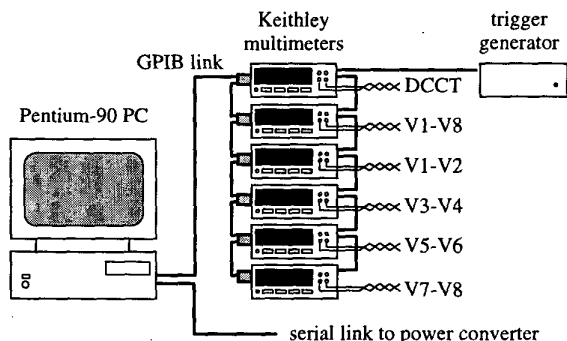 Keithley
multimeters
trigger
generator
GPIB link
Pentium-90 PC
DCCT
V1-V8
V1-V2
V3-V4
V5-V6
V7-V8
serial link to power converter